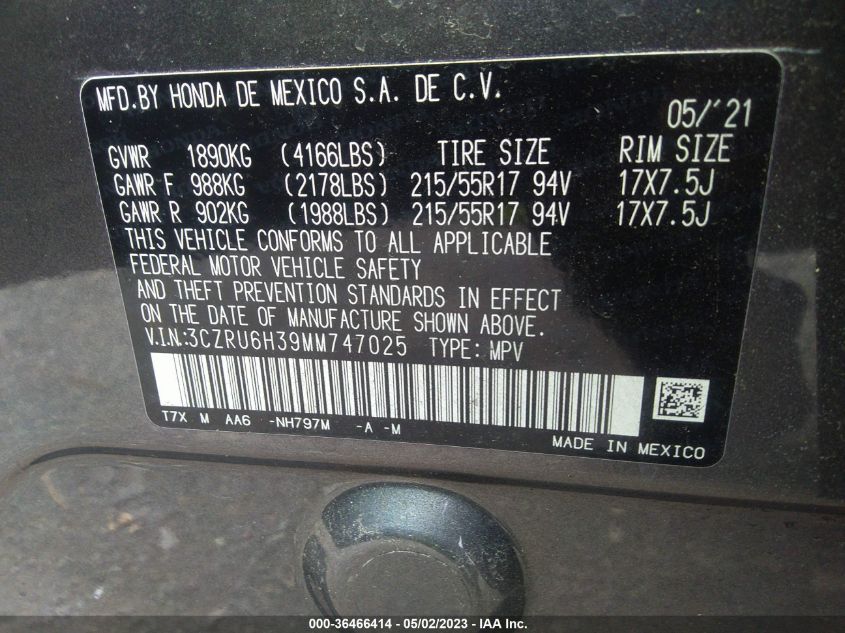 MFD.BY HONDA DE MEXICO S.A. DE C.V.
05/'21
GVWR 1890KG (4166LBS) TIRE SIZE RIM SIZE
GAWR F 988KG (2178LBS) 215/55R17 94V 17X7.5J
GAWR R 902KG (1988LBS) 215/55R17 94V 17X7.5J
THIS VEHICLE CONFORMS TO ALL APPLICABLE
FEDERAL MOTOR VEHICLE SAFETY
AND THEFT PREVENTION STANDARDS IN EFFECT
ON THE DATE OF MANUFACTURE SHOWN ABOVE.
V.I.N.:3CZRU6H39MM747025 TYPE: MPV
T7X M AA6 -NH797M -A -M
MADE IN MEXICO
000-36466414 - 05/02/2023 - IAA Inc.